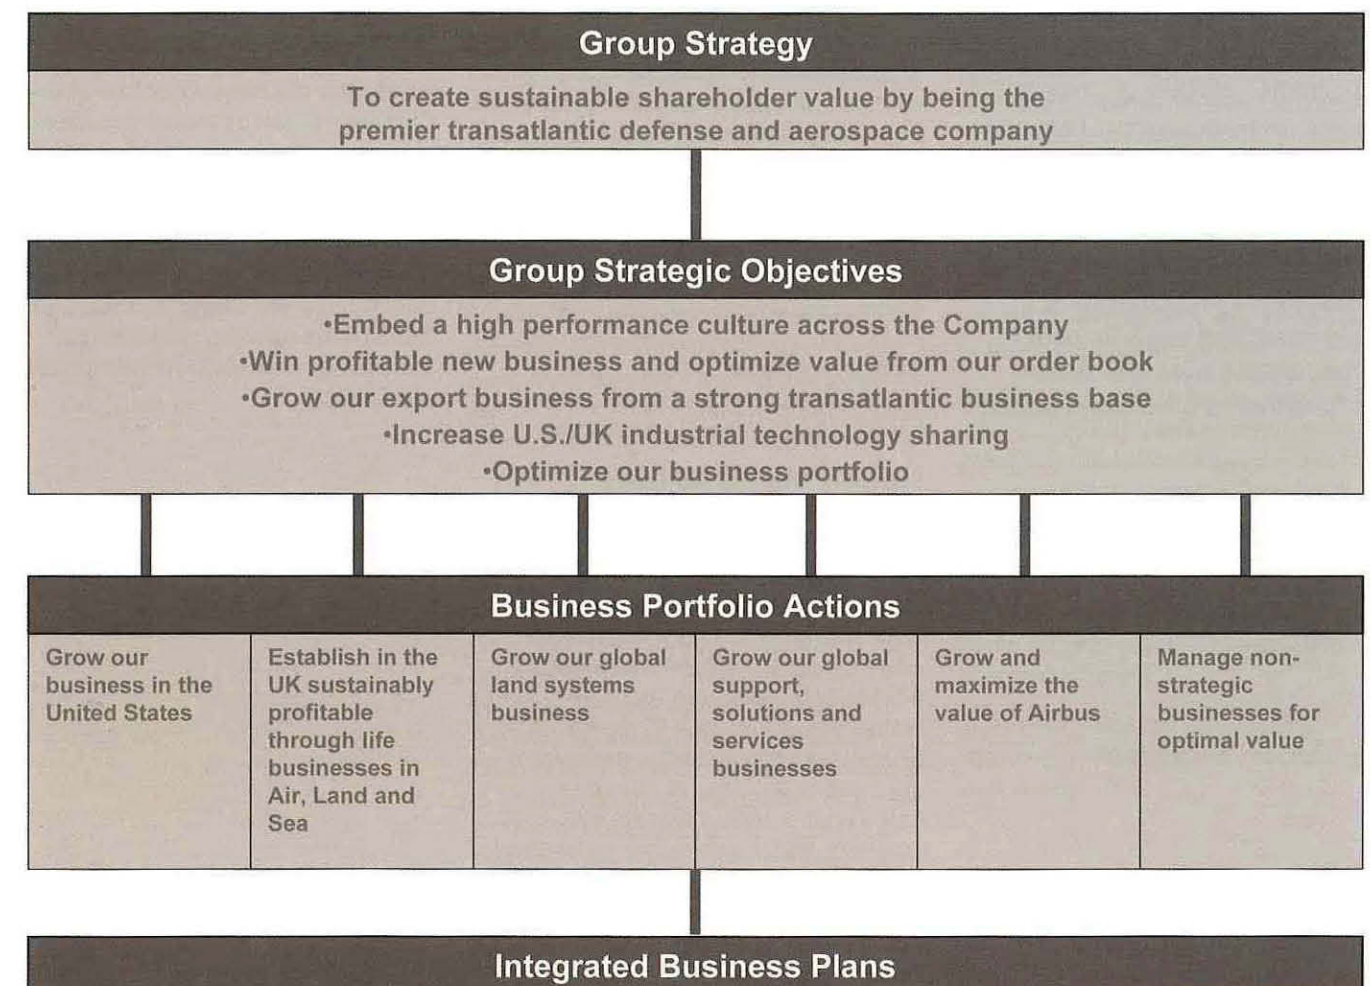 Group Strategy
To create sustainable shareholder value by being the
premier transatlantic defense and aerospace company
Group Strategic Objectives
•Embed a high performance culture across the Company
•Win profitable new business and optimize value from our order book
•Grow our export business from a strong transatlantic business base
•Increase U.S./UK industrial technology sharing
•Optimize our business portfolio
Business Portfolio Actions
Grow our
business in the
United States
Establish in the
UK sustainably
profitable
through life
businesses in
Air, Land and
Sea
Grow our global
land systems
business
Grow our global
support,
solutions and
services
businesses
Grow and
maximize the
value of Airbus
Manage non-
strategic
businesses for
optimal value
Integrated Business Plans